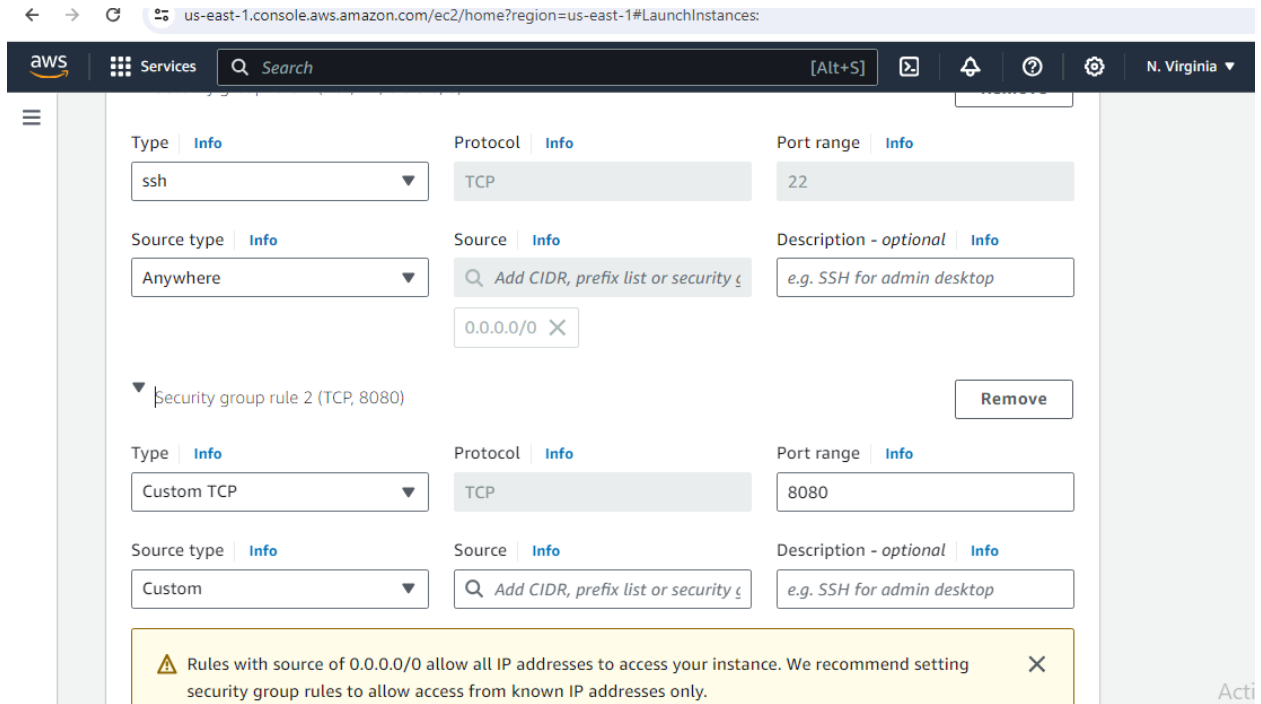 us-east-1.console.aws.amazon.com/ec2/home?region=us-east-1#LaunchInstances:
aws Services Search [Alt+S] N. Virginia
Remove
Type Info Protocol Info Port range Info
ssh TCP 22
Source type Info Source Info Description - optional Info
Anywhere Add CIDR, prefix list or security g e.g. SSH for admin desktop
0.0.0.0/0
Security group rule 2 (TCP, 8080) Remove
Type Info Protocol Info Port range Info
Custom TCP TCP 8080
Source type Info Source Info Description - optional Info
Custom Add CIDR, prefix list or security g e.g. SSH for admin desktop
Rules with source of 0.0.0.0/0 allow all IP addresses to access your instance. We recommend setting
security group rules to allow access from known IP addresses only.
Acti